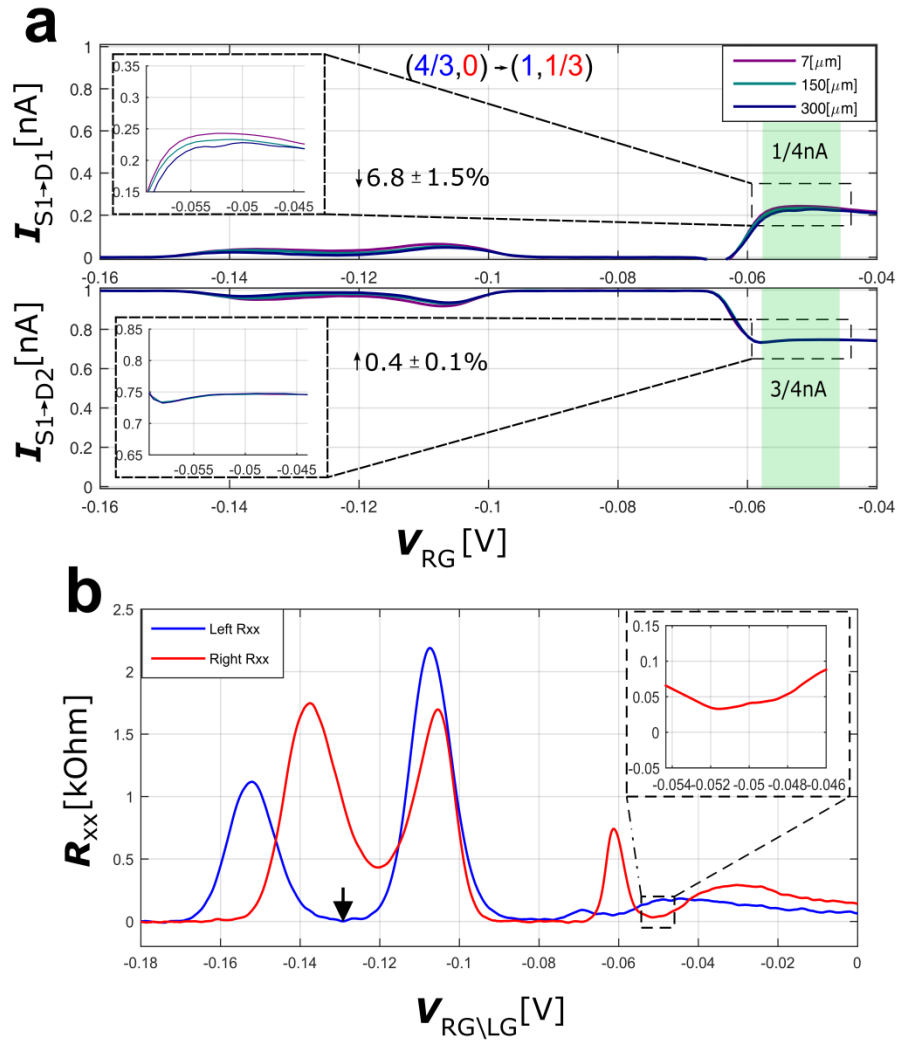 a
(4/3,0)→(1,1/3)
7[μm]
150[μm]
300[μm]
1/4nA
↓6.8 ± 1.5%
I S1→D1 [nA]
1
0.8
0.6
0.4
0.2
0
0.35
0.3
0.25
0.2
0.15
-0.055 -0.05 -0.045
-0.16 -0.14 -0.12 -0.1 -0.08 -0.06 -0.04
I S1→D2 [nA]
1
0.8
0.6
0.4
0.2
0
0.85
0.8
0.75
0.7
0.65
-0.055 -0.05 -0.045
↑0.4 ± 0.1%
3/4nA
-0.16 -0.14 -0.12 -0.1 -0.08 -0.06 -0.04
V RG [V]
b
Left Rxx
Right Rxx
R xx [kOhm]
2.5
2
1.5
1
0.5
0
0.15
0.1
0.05
0
-0.05
-0.054 -0.052 -0.05 -0.048 -0.046
-0.18 -0.16 -0.14 -0.12 -0.1 -0.08 -0.06 -0.04 -0.02 0
V RG\LG [V]